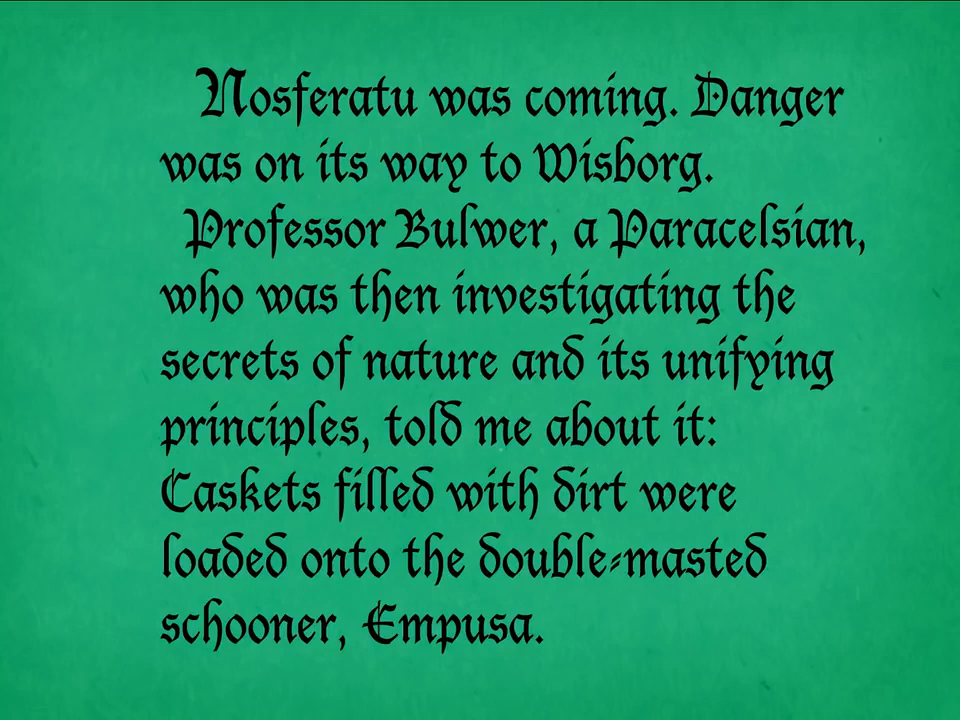 Nosferatu was coming. Danger
was on its way to Wisborg.
Professor Bulwer, a Paracelsian,
who was then investigating the
secrets of nature and its unifying
principles, told me about it:
Caskets filled with dirt were
loaded onto the double-masted
schooner, Empusa.